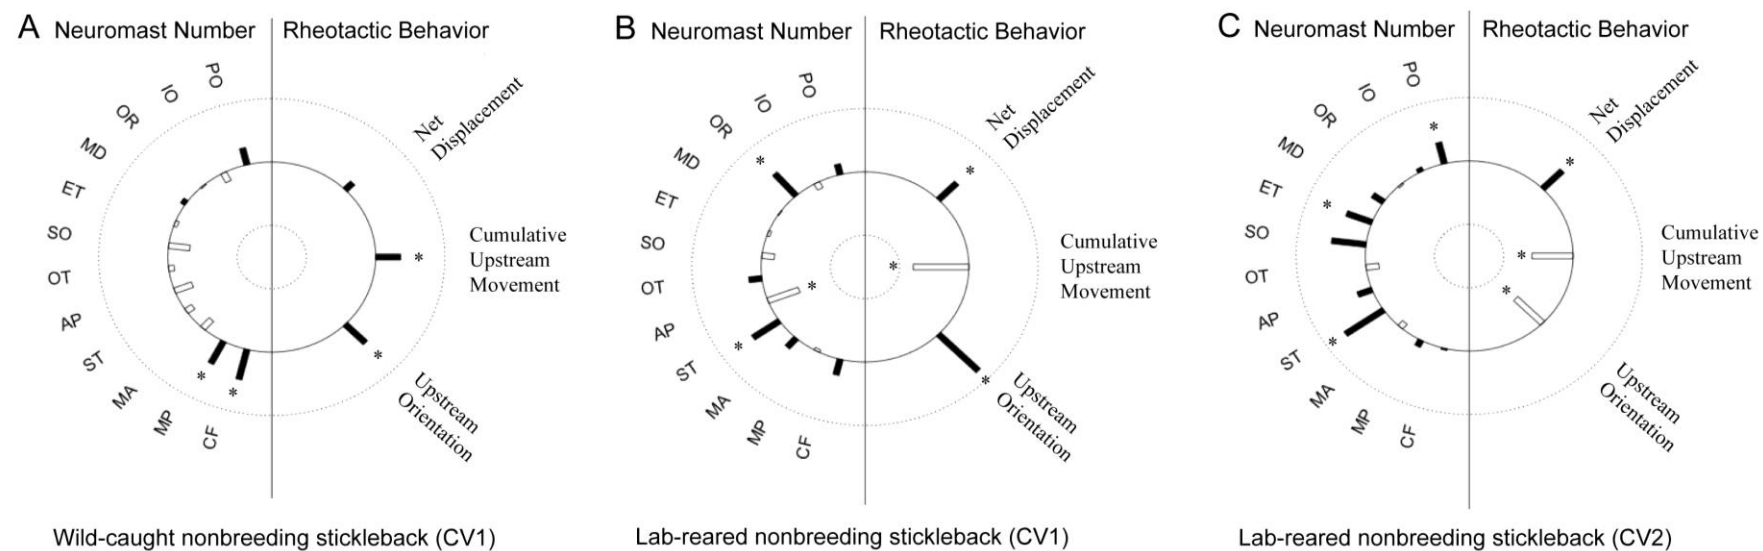 A Neuromast Number Rheotactic Behavior
PO
IO
OR
MD
ET
SO
OT
AP
ST
MA
MP
CF
Net
Displacement
*
Cumulative
Upstream
Movement
*
Upstream
Orientation
*
*
Wild-caught nonbreeding stickleback (CV1)
B Neuromast Number Rheotactic Behavior
PO
IO
OR
MD
ET
SO
OT
AP
ST
MA
MP
CF
*
*
*
Net
Displacement
*
Cumulative
Upstream
Movement
*
Upstream
Orientation
*
Lab-reared nonbreeding stickleback (CV1)
C Neuromast Number Rheotactic Behavior
PO
IO
OR
MD
ET
SO
OT
AP
ST
MA
MP
CF
*
*
*
Net
Displacement
*
Cumulative
Upstream
Movement
*
Upstream
Orientation
*
Lab-reared nonbreeding stickleback (CV2)